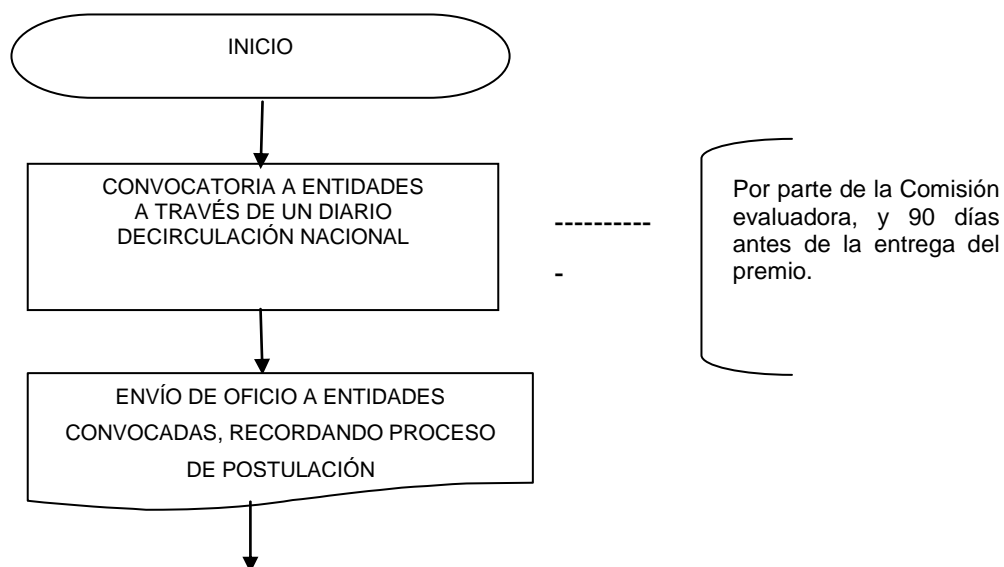 INICIO
CONVOCATORIA A ENTIDADES
A TRAVÉS DE UN DIARIO
DECIRCULACIÓN NACIONAL
----------
-
Por parte de la Comisión
evaluadora, y 90 días
antes de la entrega del
premio.
ENVÍO DE OFICIO A ENTIDADES
CONVOCADAS, RECORDANDO PROCESO
DE POSTULACIÓN